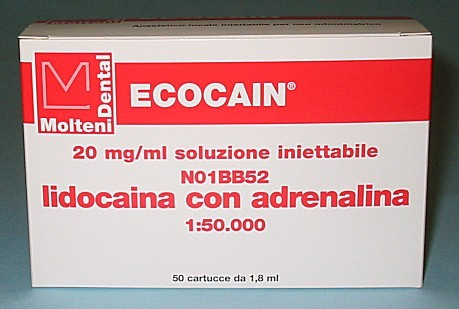 Anestetico locale iniettabile per uso odontoiatrico
Molteni
Dental
ECOCAIN®
20 mg/ml soluzione iniettabile
N01BB52
lidocaina con adrenalina
1:50.000
50 cartucce da 1,8 ml